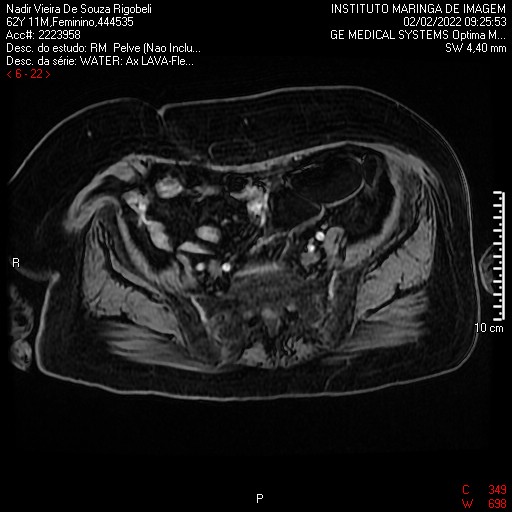 Nadir Vieira De Souza Rigobeli
62Y 11M,Feminino,444535
Acc#: 2223958
Desc. do estudo: RM Pelve (Nao Inclu...
Desc. da série: WATER: Ax LAVA-Fle...
< 6 - 22 >
INSTITUTO MARINGA DE IMAGEM
02/02/2022 09:25:53
GE MEDICAL SYSTEMS Optima M...
SW 4,40 mm
R
10 cm
P
C 349
W 698